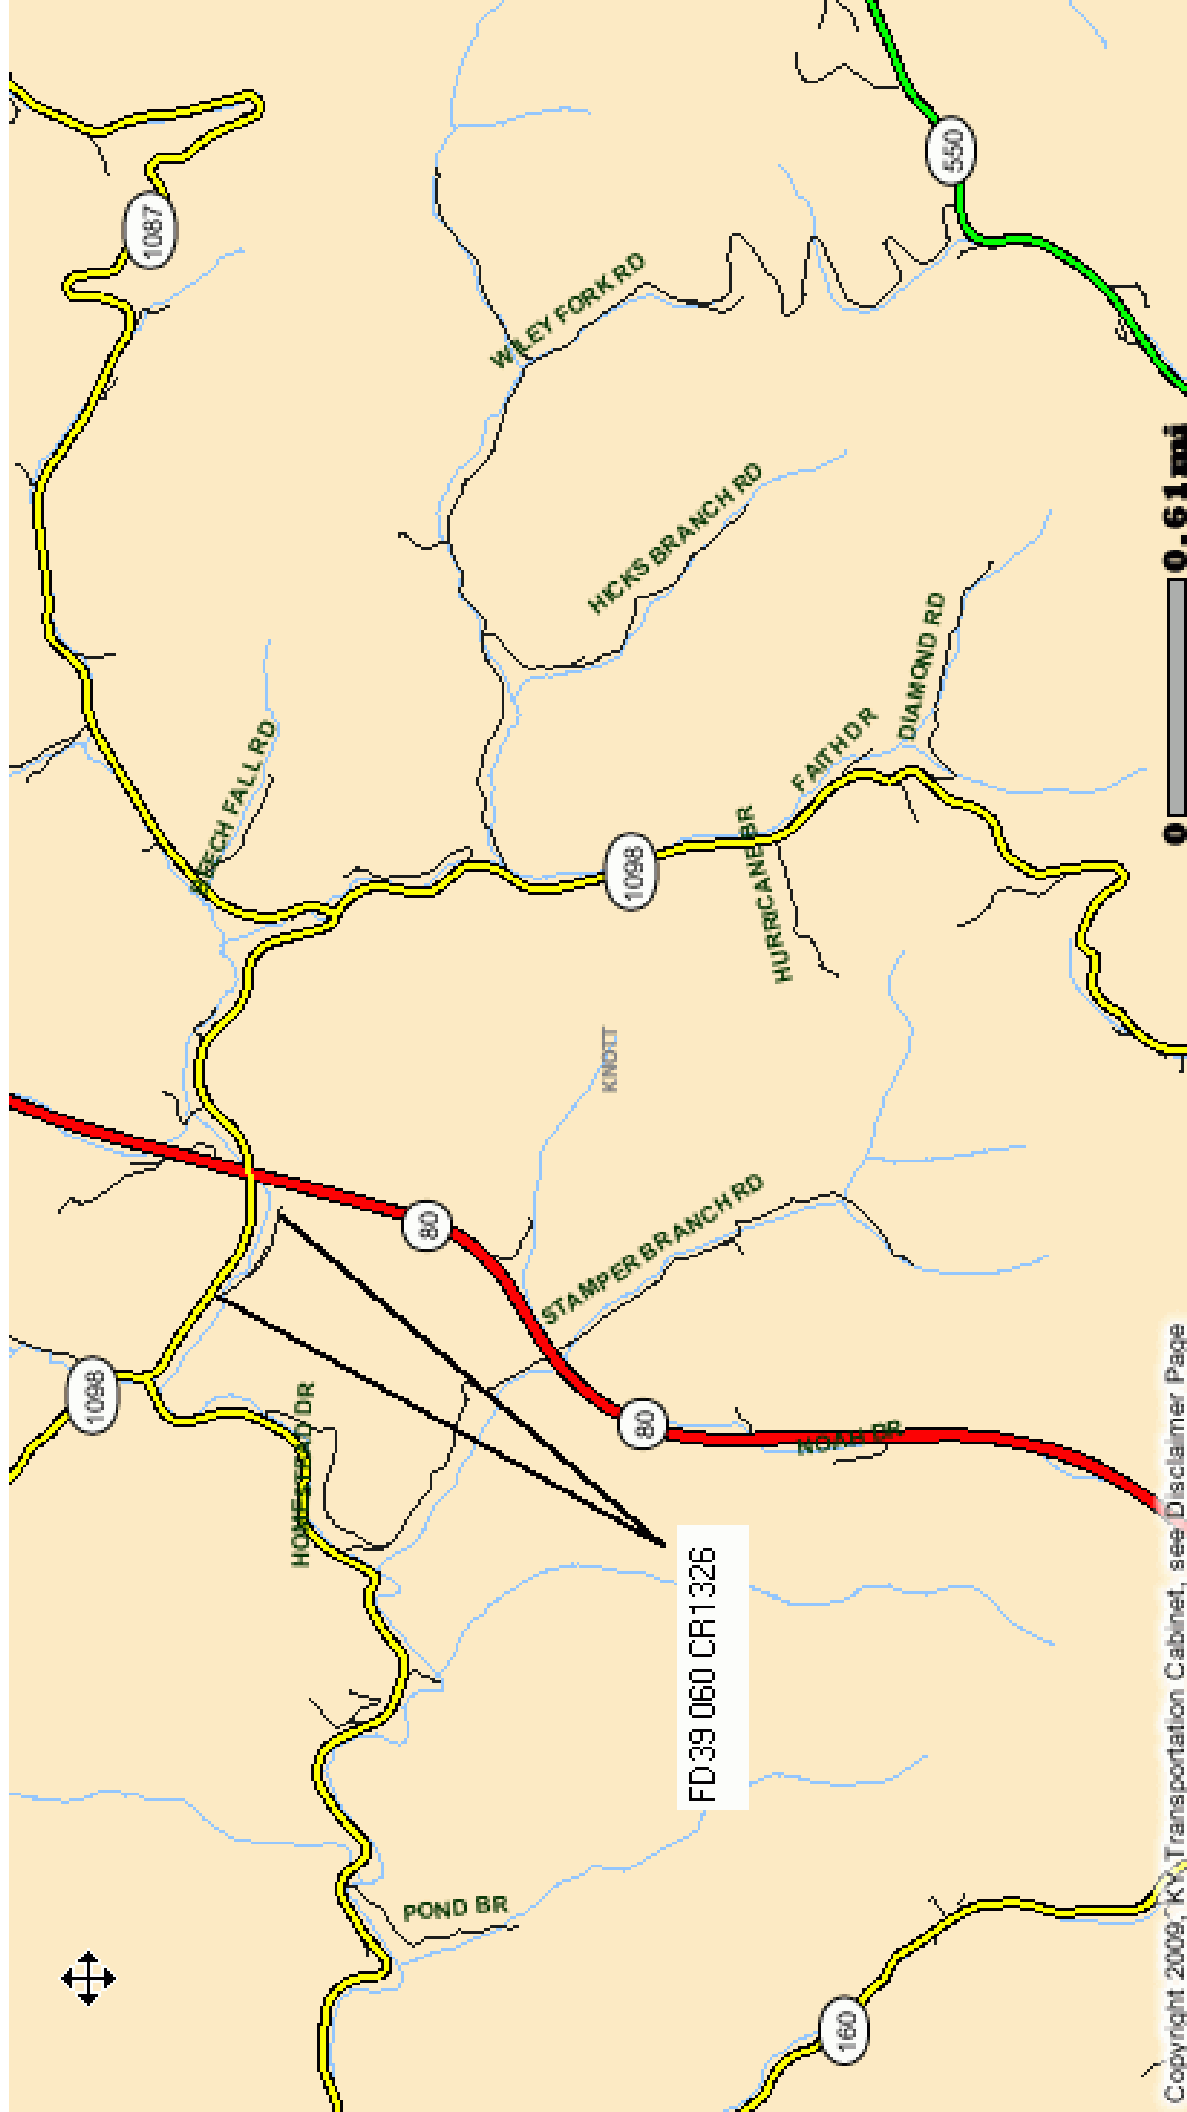 1087
550
WILEY FORK RD
HICKS BRANCH RD
BEECH FALL RD
DIAMOND RD
FAITH DR
1098
HURRICANE BR
KNOTT
80
STAMPER BRANCH RD
1098
HOMESTEAD DR
80
NOAH BR
FD39 060 CR1326
POND BR
160
0 0.61mi
Copyright 2009, KY Transportation Cabinet, see Disclaimer Page